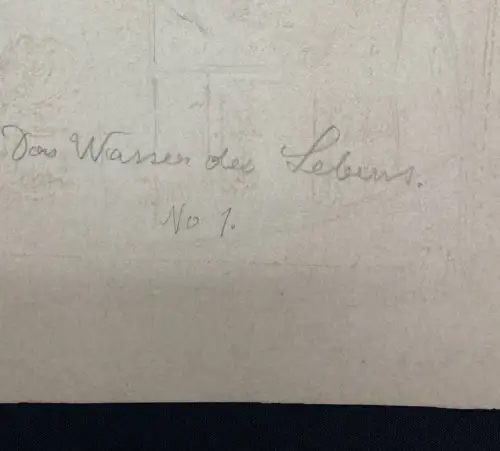 Das Wasser des Lebens.
No 1.